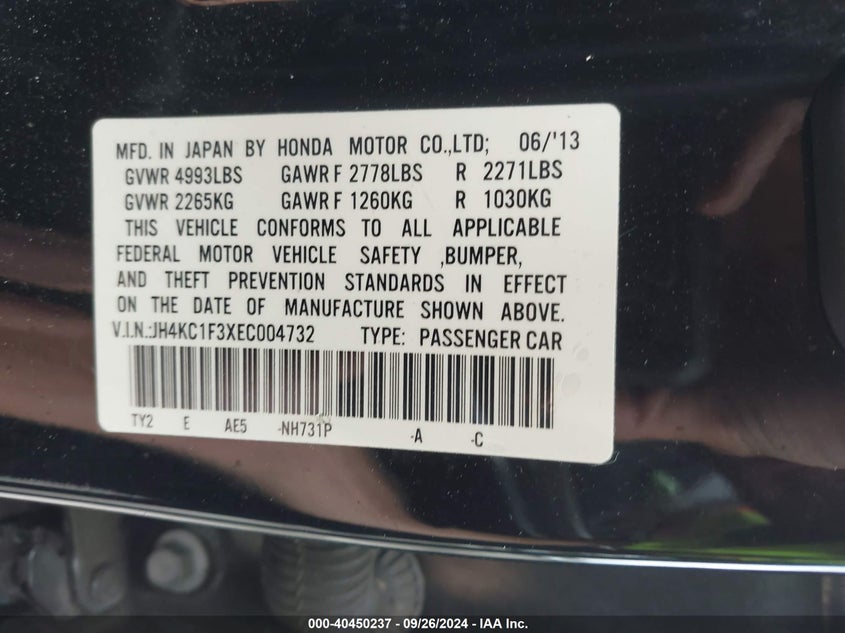 MFD. IN JAPAN BY HONDA MOTOR CO.,LTD; 06/'13
GVWR 4993LBS GAWR F 2778LBS R 2271LBS
GVWR 2265KG GAWR F 1260KG R 1030KG
THIS VEHICLE CONFORMS TO ALL APPLICABLE
FEDERAL MOTOR VEHICLE SAFETY ,BUMPER,
AND THEFT PREVENTION STANDARDS IN EFFECT
ON THE DATE OF MANUFACTURE SHOWN ABOVE.
V.I.N.:JH4KC1F3XEC004732 TYPE: PASSENGER CAR
TY2 E AE5 -NH731P -A -C
000-40450237 - 09/26/2024 - IAA Inc.